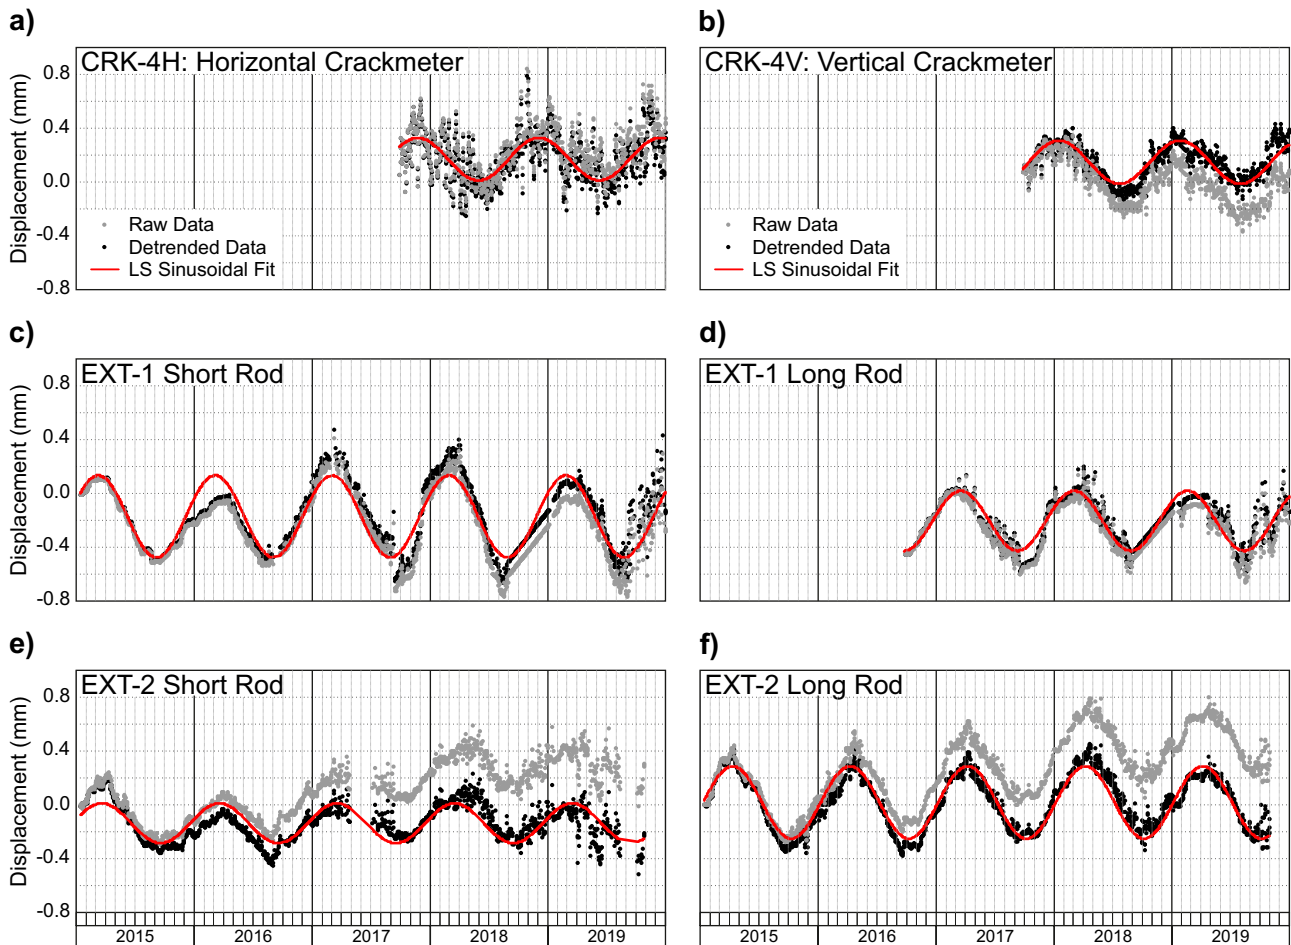 a)
b)
CRK-4H: Horizontal Crackmeter
CRK-4V: Vertical Crackmeter
Displacement (mm)
0.8
0.4
0.0
-0.4
-0.8
Raw Data
Detrended Data
LS Sinusoidal Fit
Raw Data
Detrended Data
LS Sinusoidal Fit
c)
d)
EXT-1 Short Rod
EXT-1 Long Rod
Displacement (mm)
0.8
0.4
0.0
-0.4
-0.8
e)
f)
EXT-2 Short Rod
EXT-2 Long Rod
Displacement (mm)
0.8
0.4
0.0
-0.4
-0.8
2015 2016 2017 2018 2019
2015 2016 2017 2018 2019